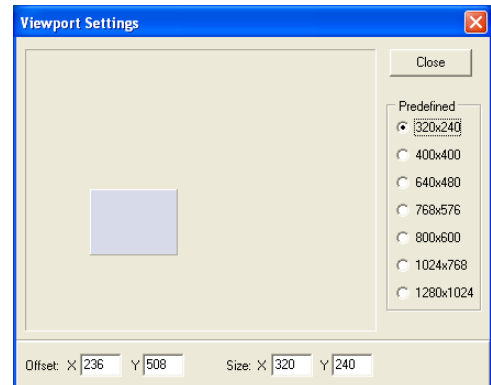 Viewport Settings
Close
Predefined
320x240
400x400
640x480
768x576
800x600
1024x768
1280x1024
Offset: X 236 Y 508 Size: X 320 Y 240